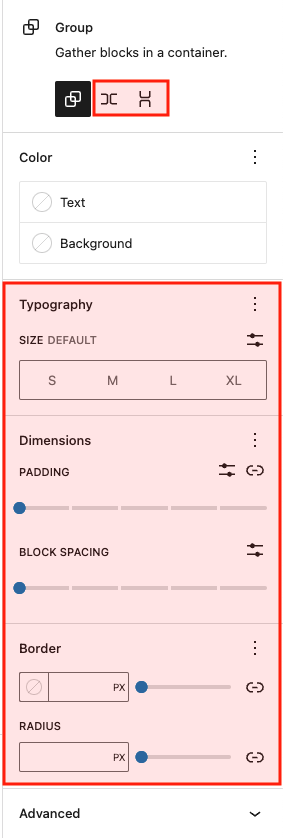 Group
Gather blocks in a container.
Color
Text
Background
Typography
SIZE DEFAULT
S M L XL
Dimensions
PADDING
BLOCK SPACING
Border
PX
RADIUS
PX
Advanced